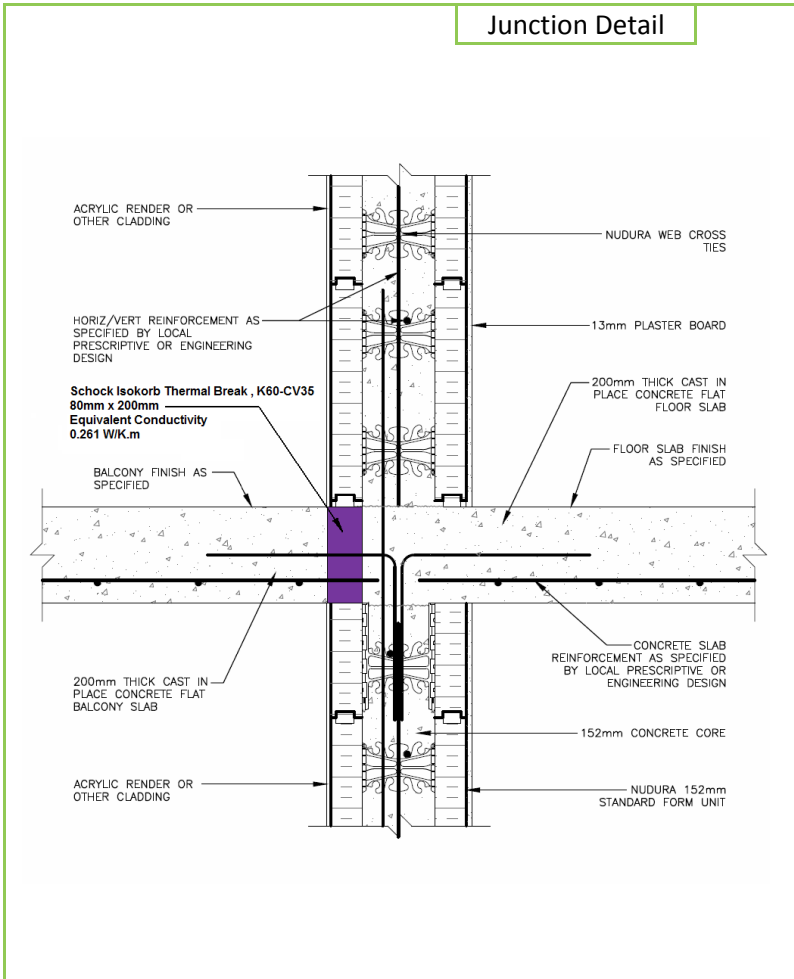 Junction Detail
ACRYLIC RENDER OR
OTHER CLADDING
NUDURA WEB CROSS
TIES
HORIZ/VERT REINFORCEMENT AS
SPECIFIED BY LOCAL
PRESCRIPTIVE OR ENGINEERING
DESIGN
13mm PLASTER BOARD
Schock Isokorb Thermal Break , K60-CV35
80mm x 200mm
Equivalent Conductivity
0.261 W/K.m
200mm THICK CAST IN
PLACE CONCRETE FLAT
FLOOR SLAB
FLOOR SLAB FINISH
AS SPECIFIED
BALCONY FINISH AS
SPECIFIED
CONCRETE SLAB
REINFORCEMENT AS SPECIFIED
BY LOCAL PRESCRIPTIVE OR
ENGINEERING DESIGN
200mm THICK CAST IN
PLACE CONCRETE FLAT
BALCONY SLAB
152mm CONCRETE CORE
ACRYLIC RENDER OR
OTHER CLADDING
NUDURA 152mm
STANDARD FORM UNIT